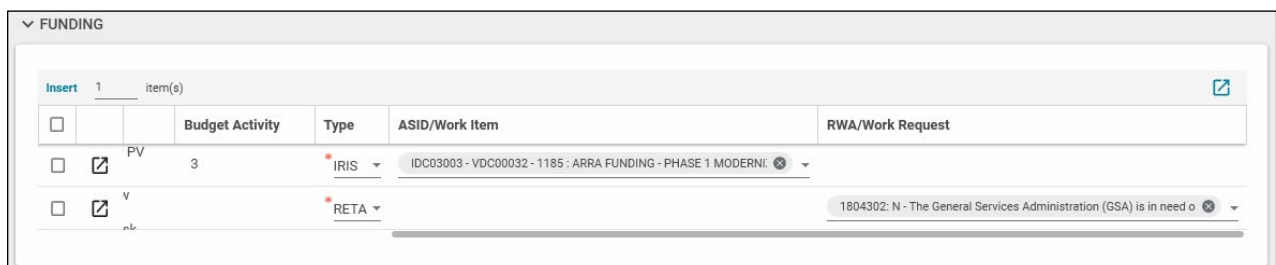 FUNDING
Insert 1 item(s)
Budget Activity Type ASID/Work Item RWA/Work Request
PV 3 *IRIS IDC03003 - VDC00032 - 1185 : ARRA FUNDING - PHASE 1 MODERNI
*RETA 1804302: N - The General Services Administration (GSA) is in need o